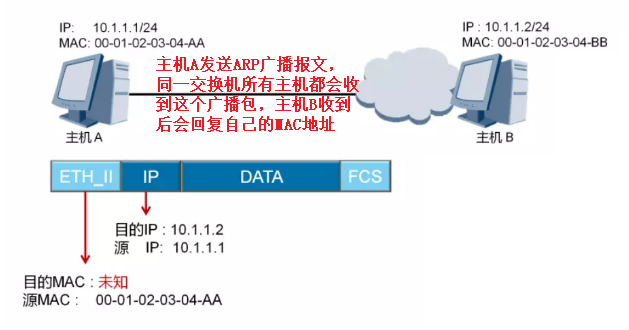 IP: 10.1.1.1/24
MAC: 00-01-02-03-04-AA
IP : 10.1.1.2/24
MAC: 00-01-02-03-04-BB
主机A发送ARP广播报文，
同一交换机所有主机都会收
到这个广播包，主机B收到
后会回复自己的MAC地址
主机 A
主机 B
ETH_II IP DATA FCS
目的IP : 10.1.1.2
源 IP: 10.1.1.1
目的MAC : 未知
源MAC : 00-01-02-03-04-AA